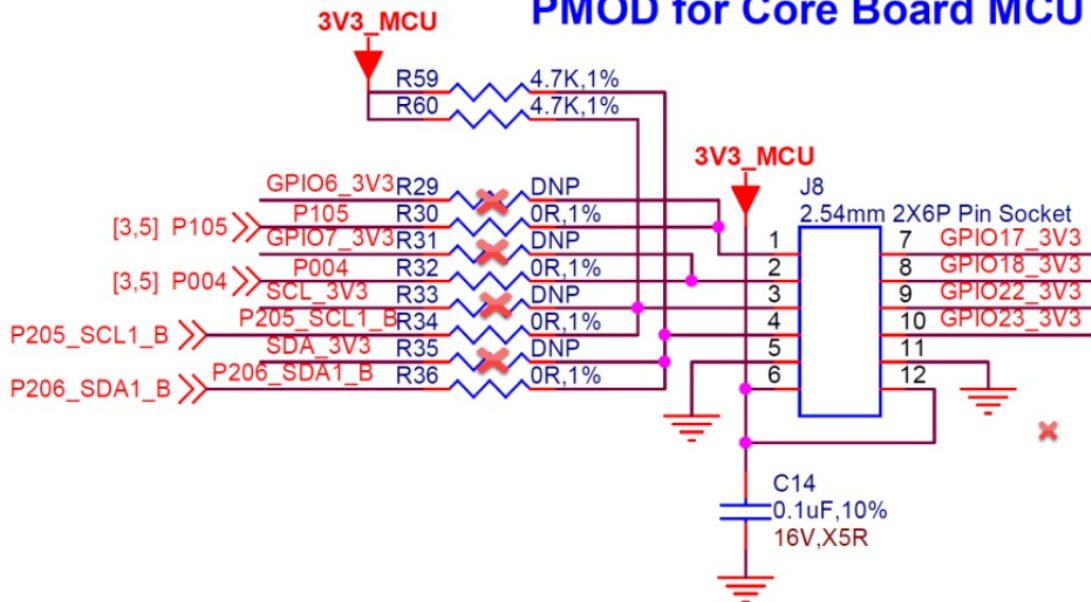 PMOD for Core Board MCU
3V3_MCU
R59 4.7K,1%
R60 4.7K,1%
3V3_MCU
GPIO6_3V3 R29 DNP
J8
2.54mm 2X6P Pin Socket
[3,5] P105 P105 R30 0R,1%
GPIO7_3V3 R31 DNP
1 7 GPIO17_3V3
[3,5] P004 P004 R32 0R,1%
2 8 GPIO18_3V3
SCL_3V3 R33 DNP
3 9 GPIO22_3V3
P205_SCL1_B P205_SCL1_B R34 0R,1%
4 10 GPIO23_3V3
SDA_3V3 R35 DNP
5 11
P206_SDA1_B P206_SDA1_B R36 0R,1%
6 12
C14
0.1uF,10%
16V,X5R